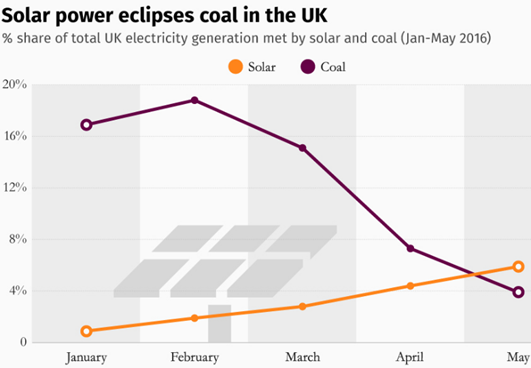 Solar power eclipses coal in the UK
% share of total UK electricity generation met by solar and coal (Jan-May 2016)
Solar Coal
20%
16%
12%
8%
4%
0
January February March April May